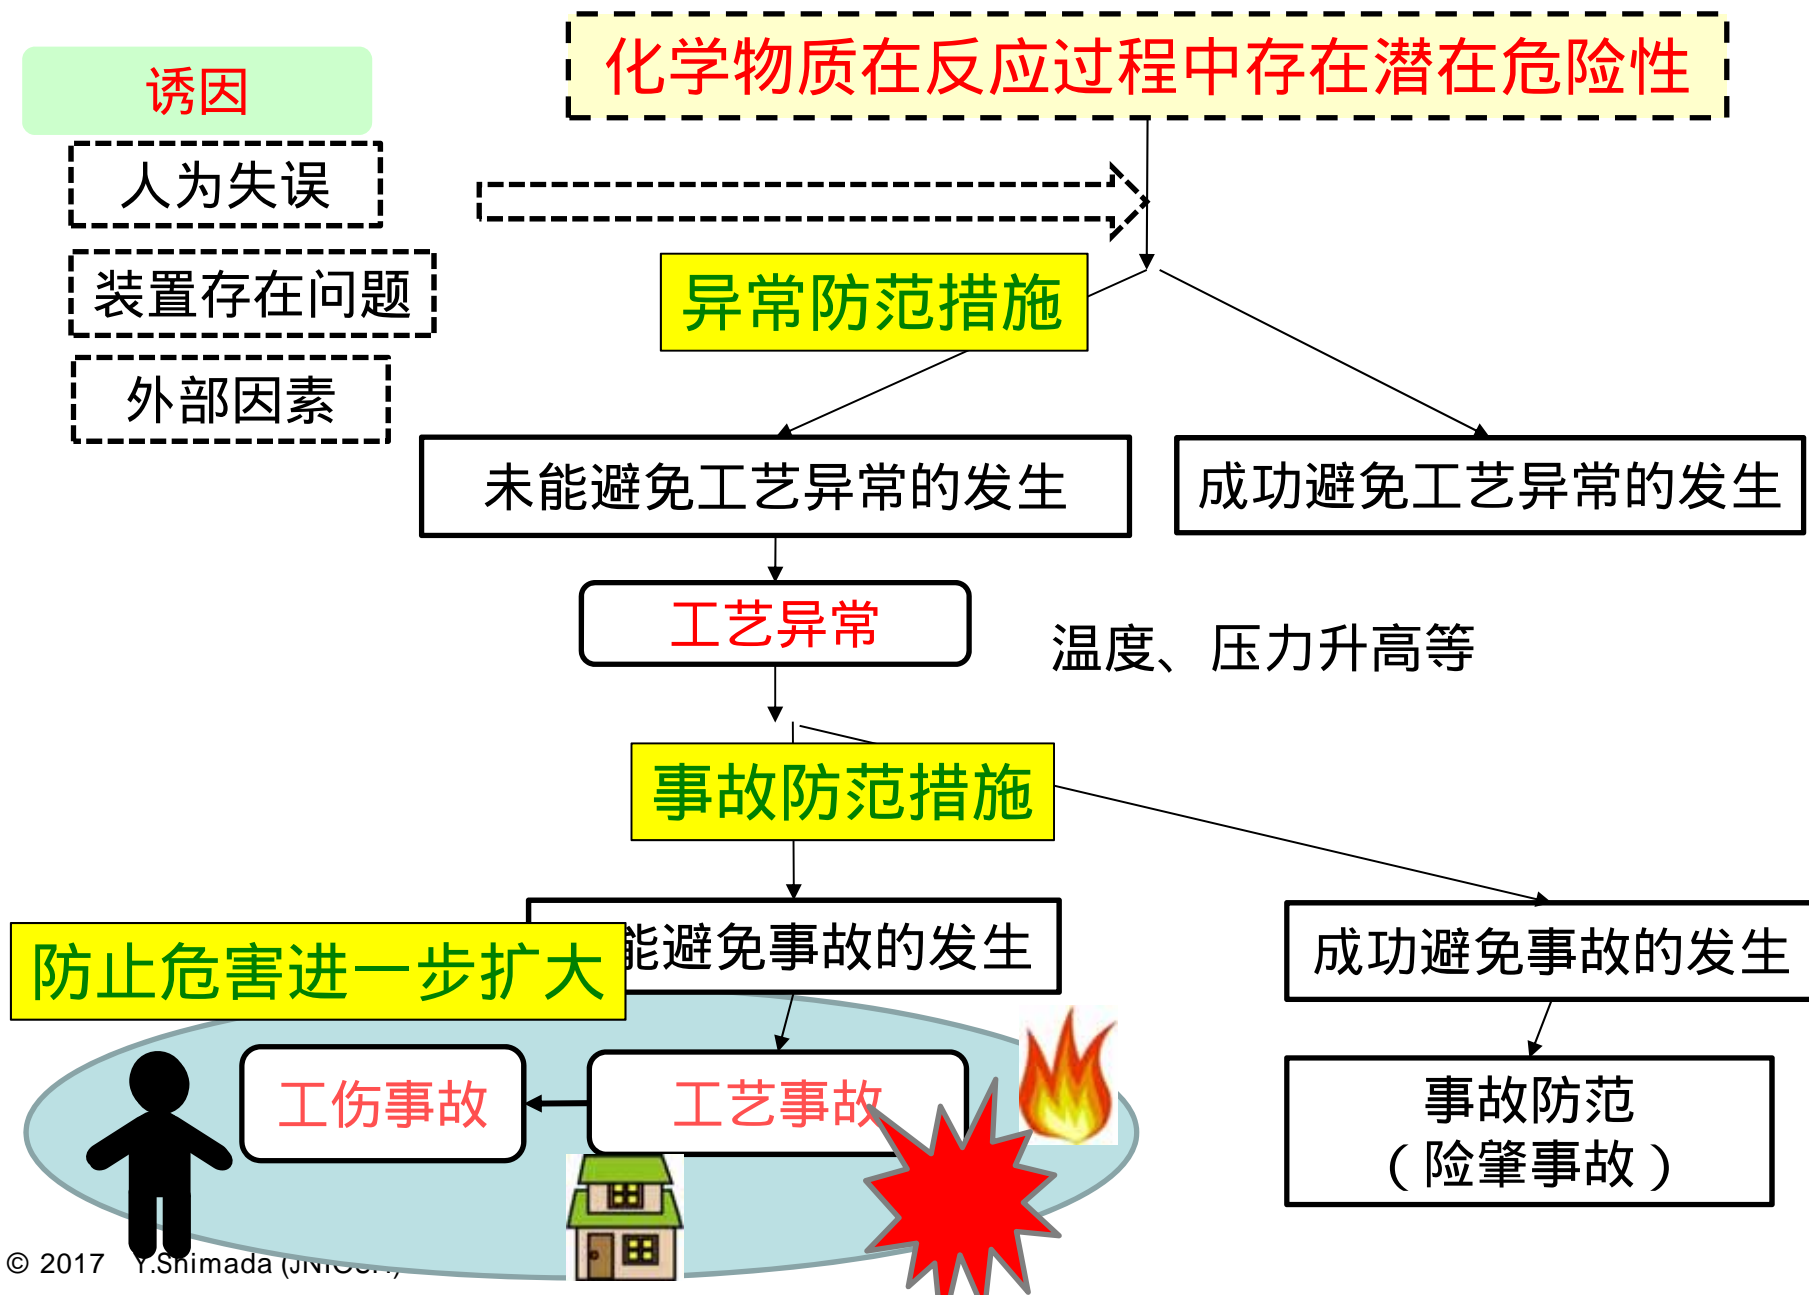 化学物质在反应过程中存在潜在危险性
诱因
人为失误
装置存在问题
外部因素
异常防范措施
未能避免工艺异常的发生
成功避免工艺异常的发生
工艺异常
温度、压力升高等
事故防范措施
能避免事故的发生
成功避免事故的发生
防止危害进一步扩大
工伤事故
工艺事故
事故防范
（险肇事故）
© 2017 Y.Shimada